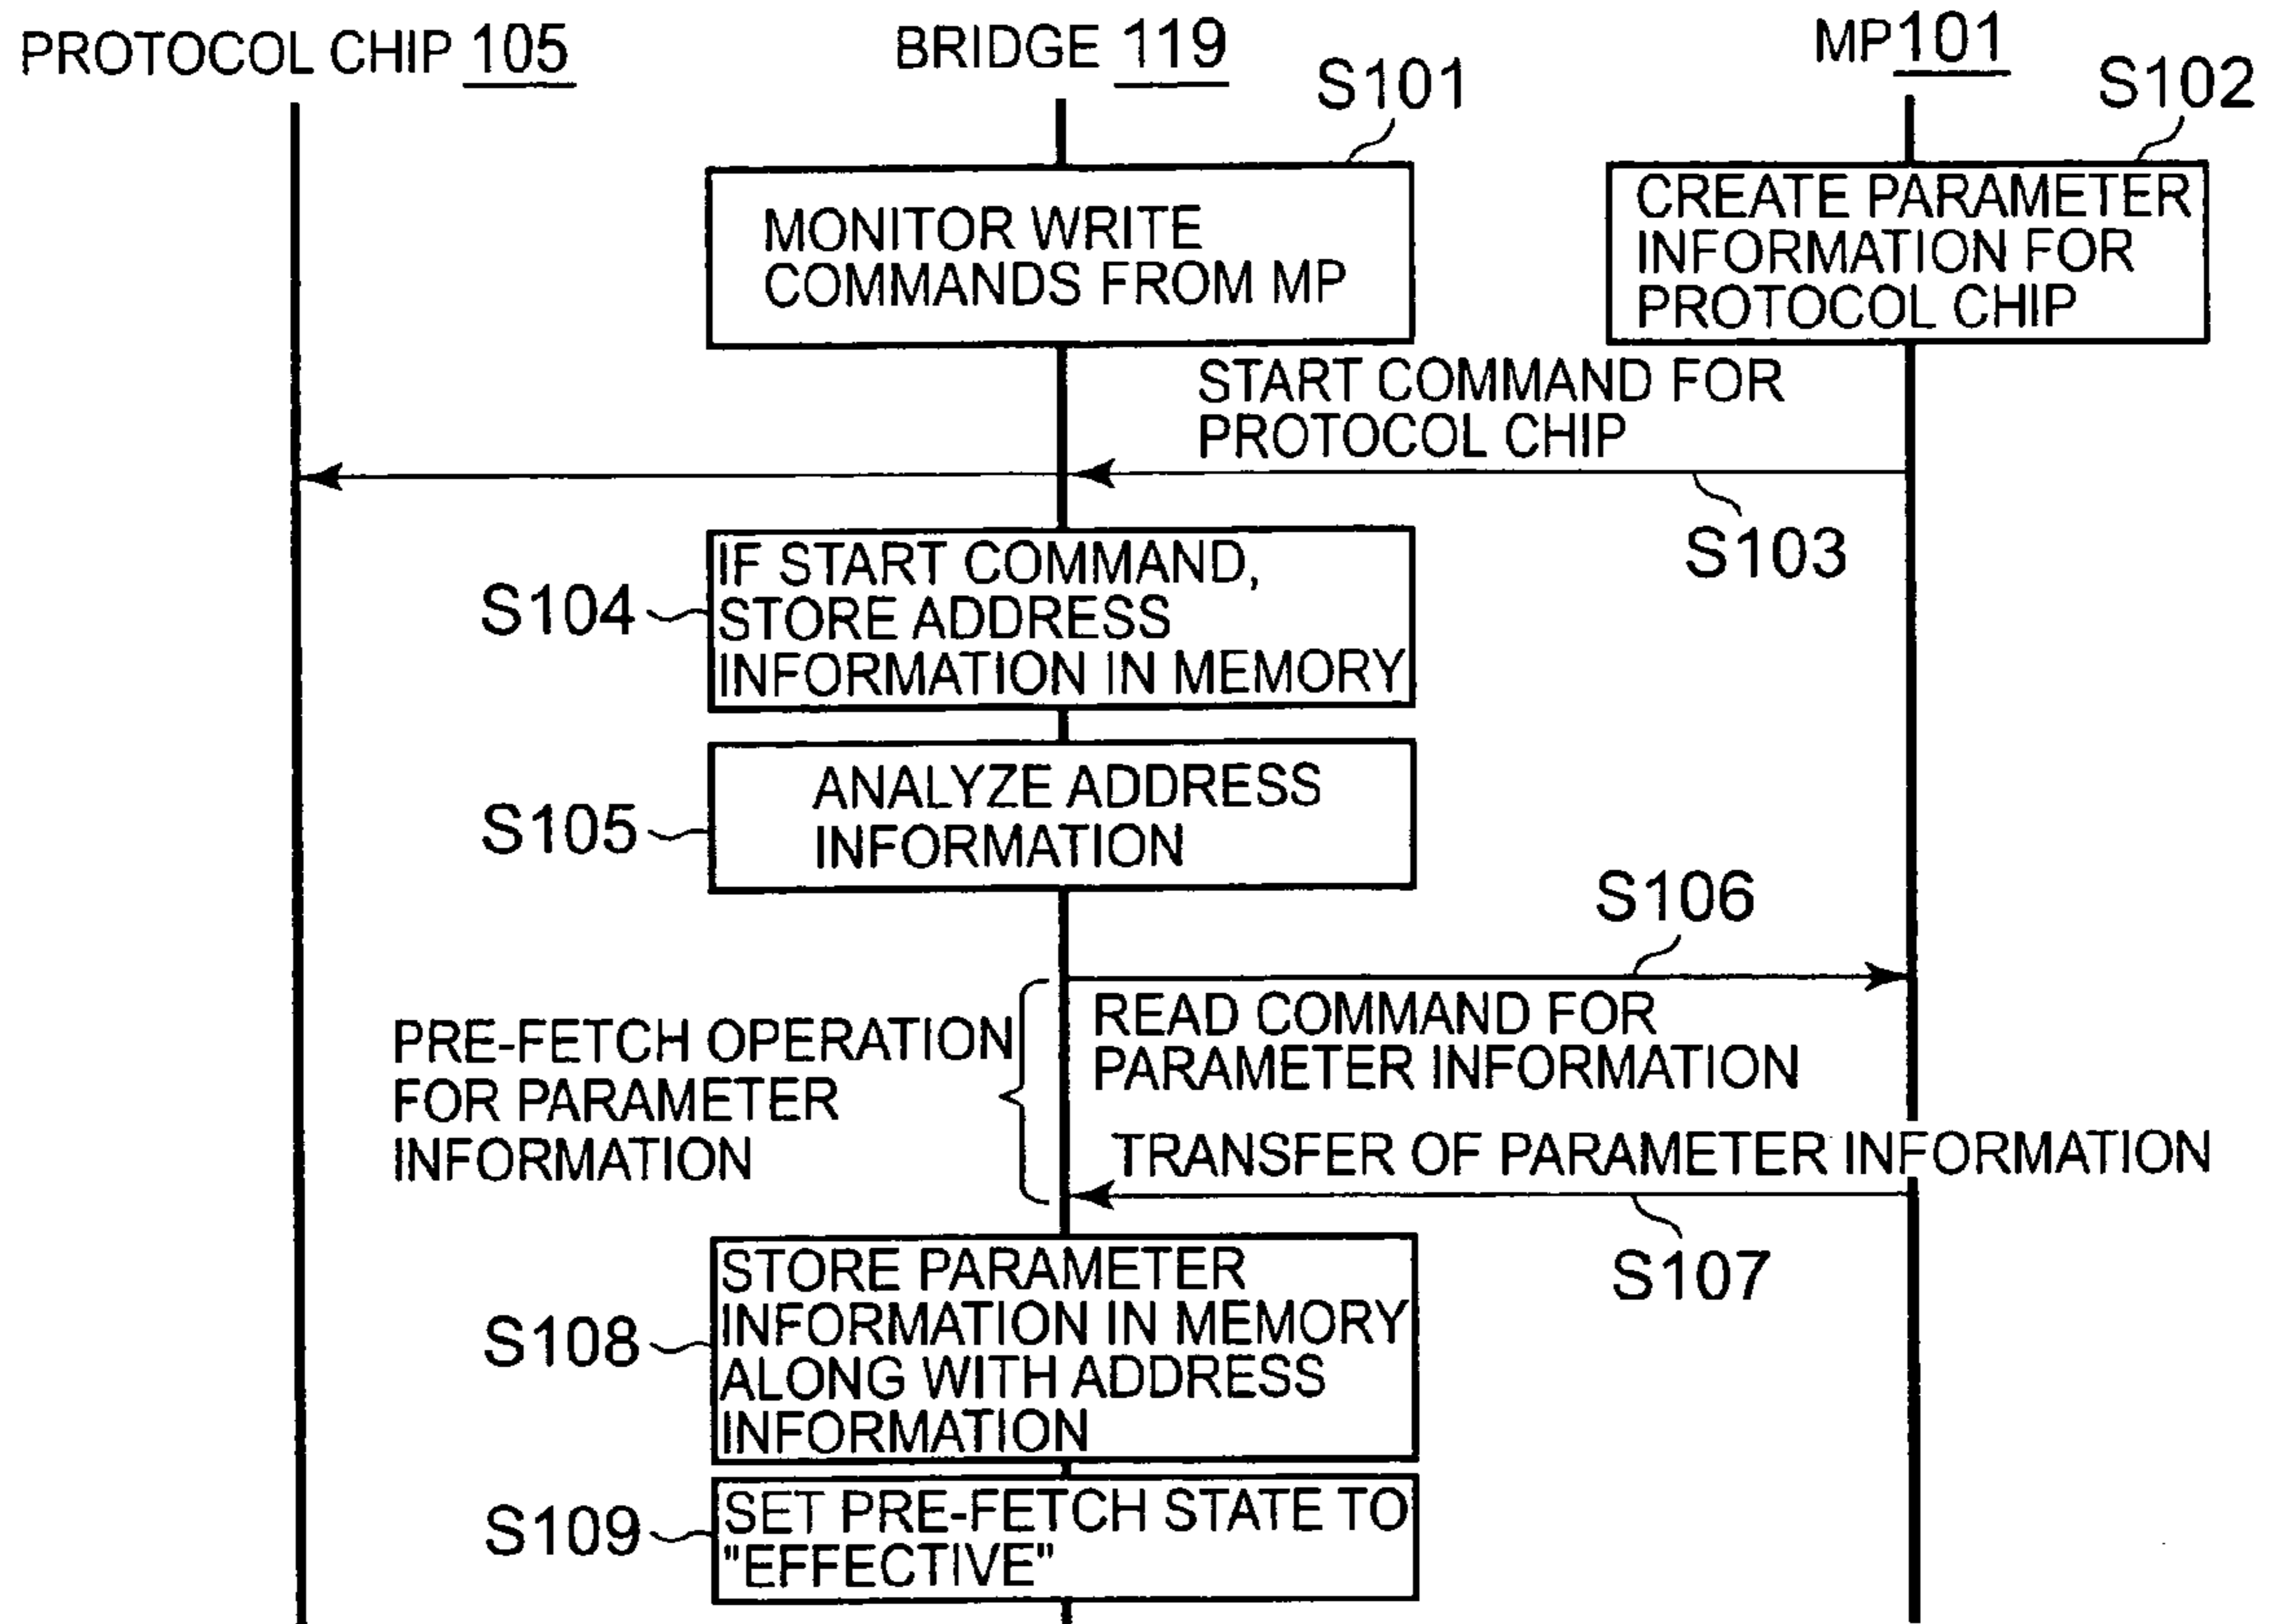 PROTOCOL CHIP 105
BRIDGE 119
MP101
S101
S102
MONITOR WRITE
COMMANDS FROM MP
CREATE PARAMETER
INFORMATION FOR
PROTOCOL CHIP
START COMMAND FOR
PROTOCOL CHIP
S103
S104
IF START COMMAND,
STORE ADDRESS
INFORMATION IN MEMORY
S105
ANALYZE ADDRESS
INFORMATION
S106
READ COMMAND FOR
PARAMETER INFORMATION
PRE-FETCH OPERATION
FOR PARAMETER
INFORMATION
TRANSFER OF PARAMETER INFORMATION
S107
S108
STORE PARAMETER
INFORMATION IN MEMORY
ALONG WITH ADDRESS
INFORMATION
S109
SET PRE-FETCH STATE TO
"EFFECTIVE"